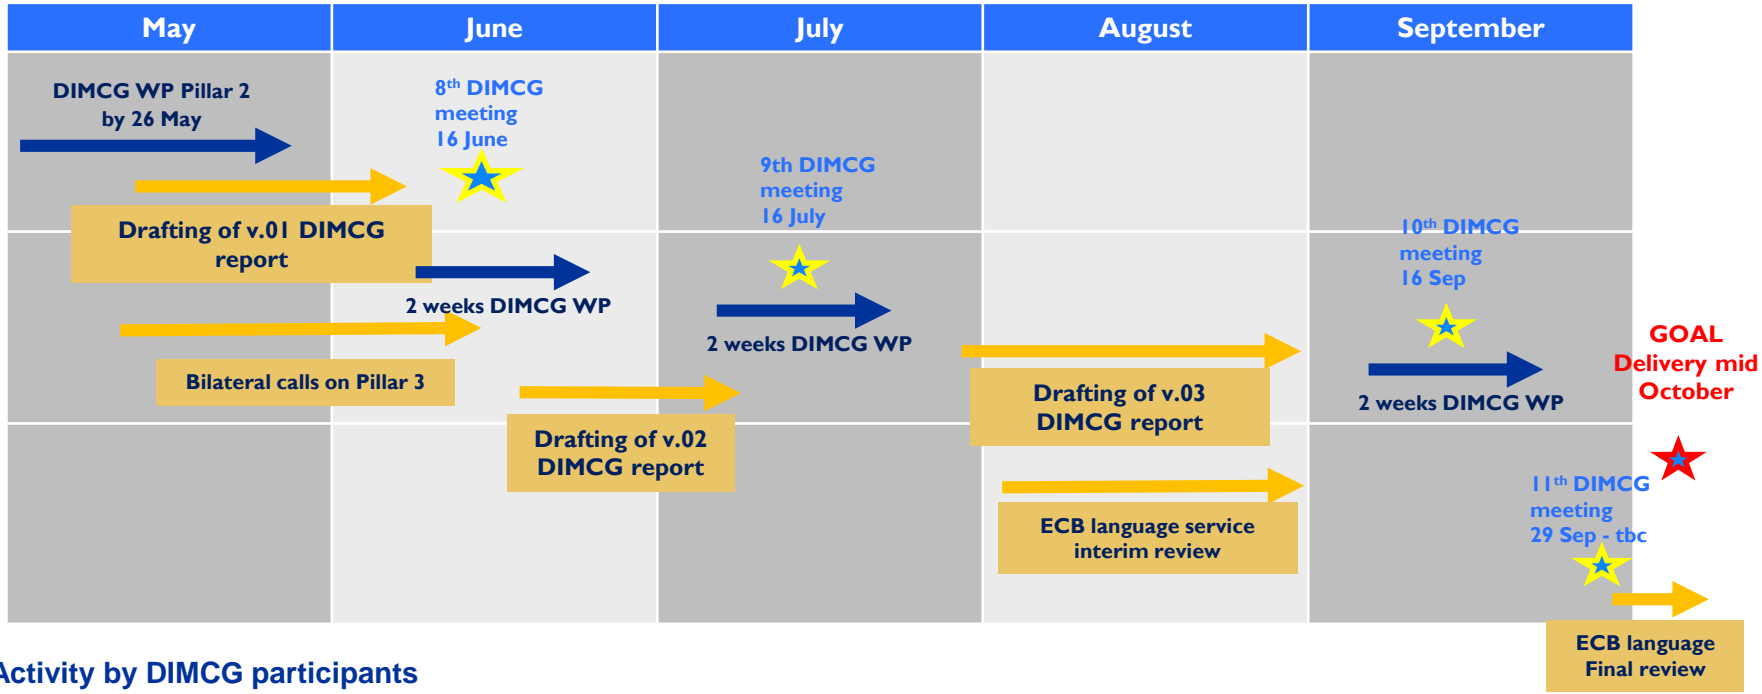 May
June
July
August
September
DIMCG WP Pillar 2
by 26 May
8th DIMCG
meeting
16 June
9th DIMCG
meeting
16 July
Drafting of v.01 DIMCG
report
10th DIMCG
meeting
16 Sep
2 weeks DIMCG WP
2 weeks DIMCG WP
Bilateral calls on Pillar 3
GOAL
Delivery mid
October
Drafting of v.03
DIMCG report
2 weeks DIMCG WP
Drafting of v.02
DIMCG report
11th DIMCG
meeting
29 Sep - tbc
ECB language service
interim review
ECB language
Final review
Activity by DIMCG participants